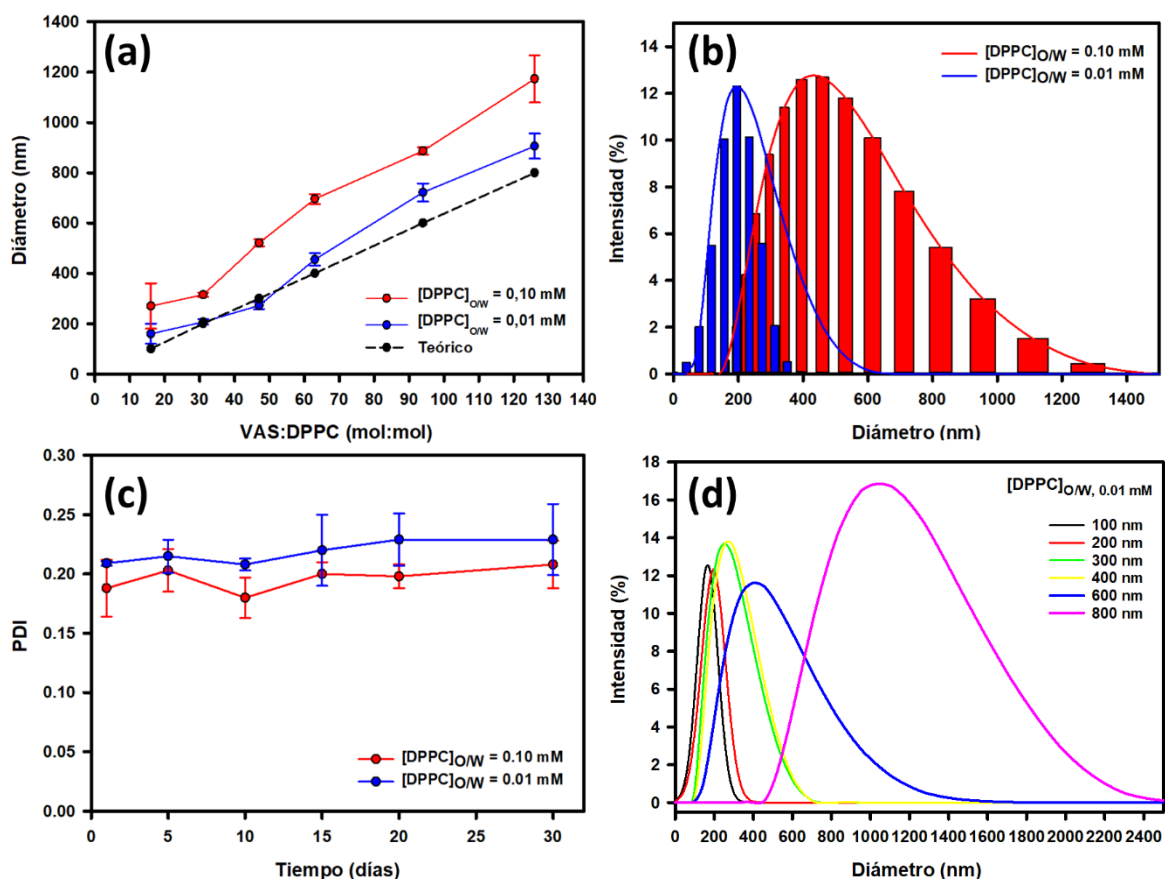 (a)
Diámetro (nm)
1400
1200
1000
800
600
400
200
0
[DPPC]O/W = 0,10 mM
[DPPC]O/W = 0,01 mM
Teórico
0 10 20 30 40 50 60 70 80 90 100 110 120 130 140
VAS:DPPC (mol:mol)
(b)
Intensidad (%)
14
12
10
8
6
4
2
0
[DPPC]O/W = 0.10 mM
[DPPC]O/W = 0.01 mM
0 200 400 600 800 1000 1200 1400
Diámetro (nm)
(c)
PDI
0.30
0.25
0.20
0.15
0.10
0.05
0.00
[DPPC]O/W = 0.10 mM
[DPPC]O/W = 0.01 mM
0 5 10 15 20 25 30
Tiempo (días)
(d)
Intensidad (%)
18
16
14
12
10
8
6
4
2
0
[DPPC]O/W, 0.01 mM
100 nm
200 nm
300 nm
400 nm
600 nm
800 nm
0 200 400 600 800 1000 1200 1400 1600 1800 2000 2200 2400
Diámetro (nm)